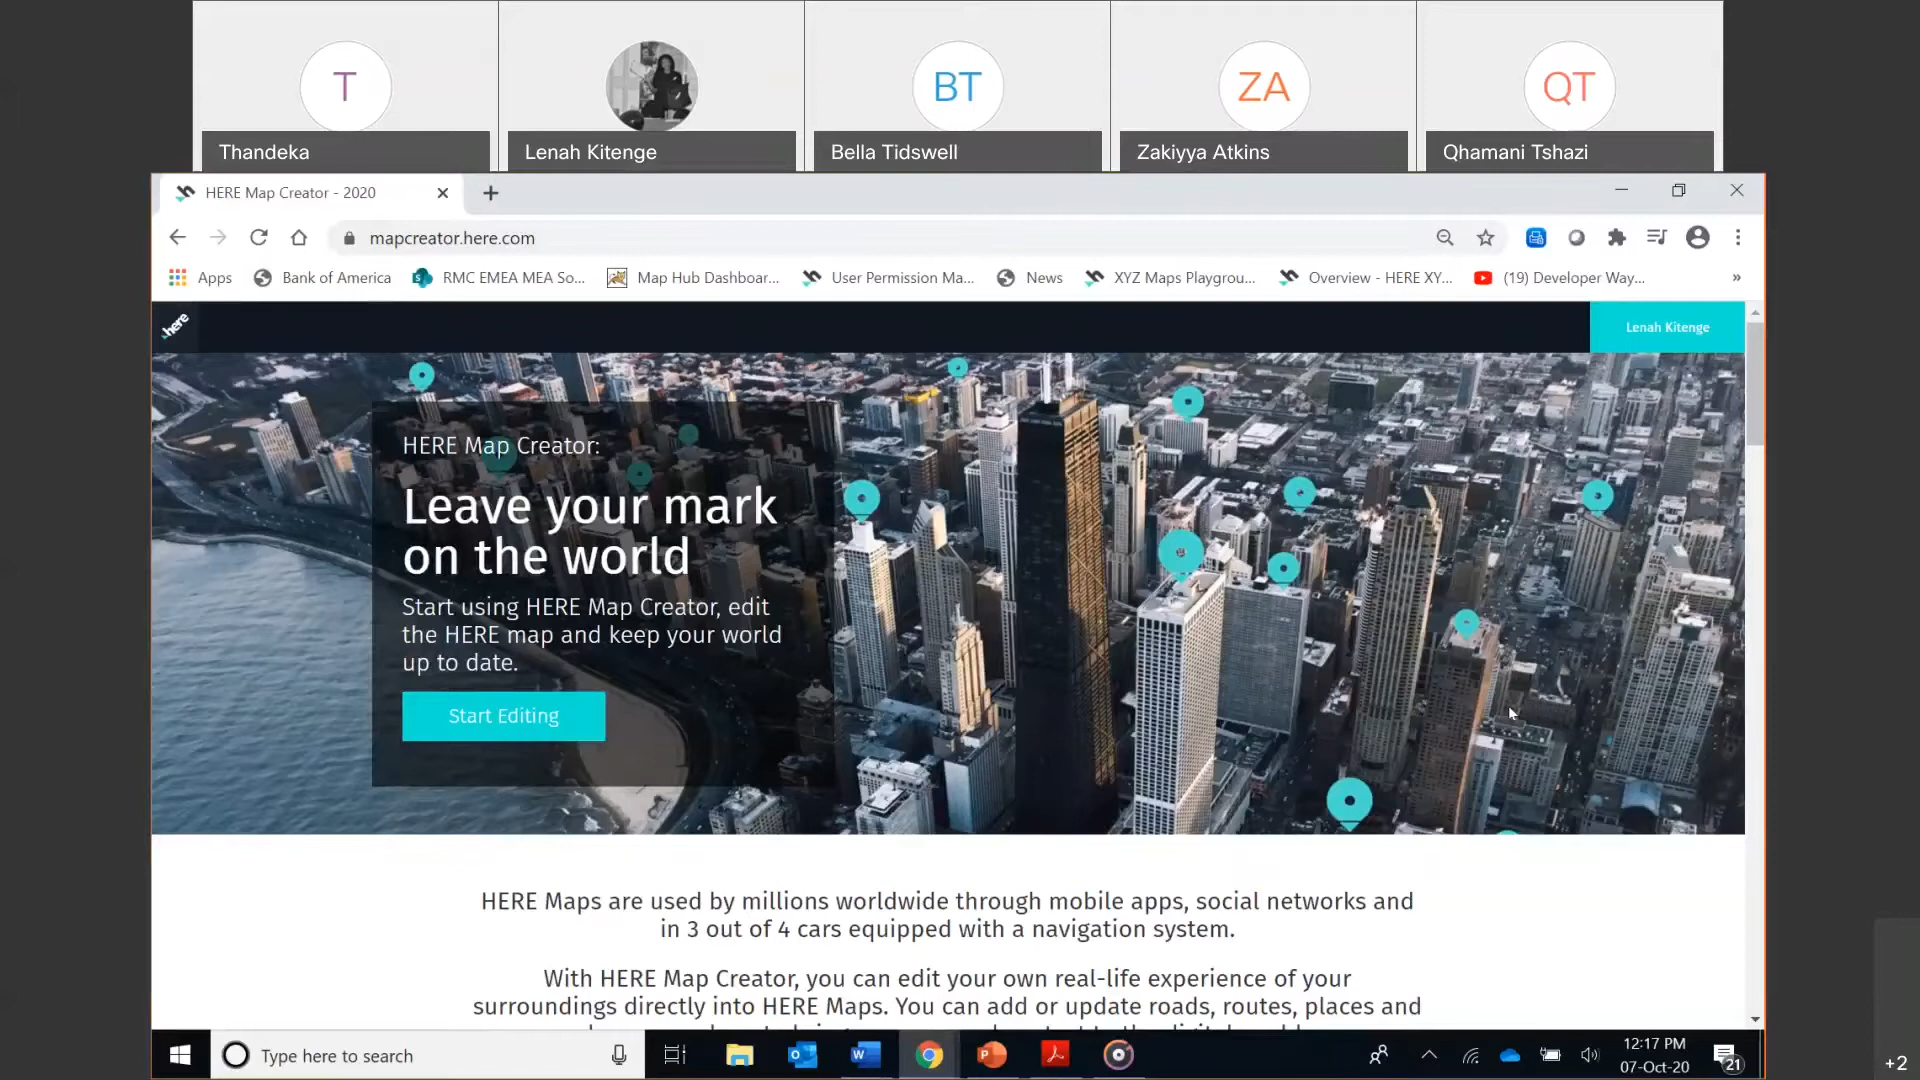 T
BT
ZA
QT
Thandeka
Lenah Kitenge
Bella Tidswell
Zakiyya Atkins
Qhamani Tshazi
HERE Map Creator - 2020
mapcreator.here.com
Apps
Bank of America
RMC EMEA MEA So...
Map Hub Dashboar...
User Permission Ma...
News
XYZ Maps Playgrou...
Overview - HERE XY...
(19) Developer Way...
»
here
Lenah Kitenge
HERE Map Creator:
Leave your mark
on the world
Start using HERE Map Creator, edit
the HERE map and keep your world
up to date.
Start Editing
HERE Maps are used by millions worldwide through mobile apps, social networks and
in 3 out of 4 cars equipped with a navigation system.
With HERE Map Creator, you can edit your own real-life experience of your
surroundings directly into HERE Maps. You can add or update roads, routes, places and
Type here to search
12:17 PM
07-Oct-20
21
+2